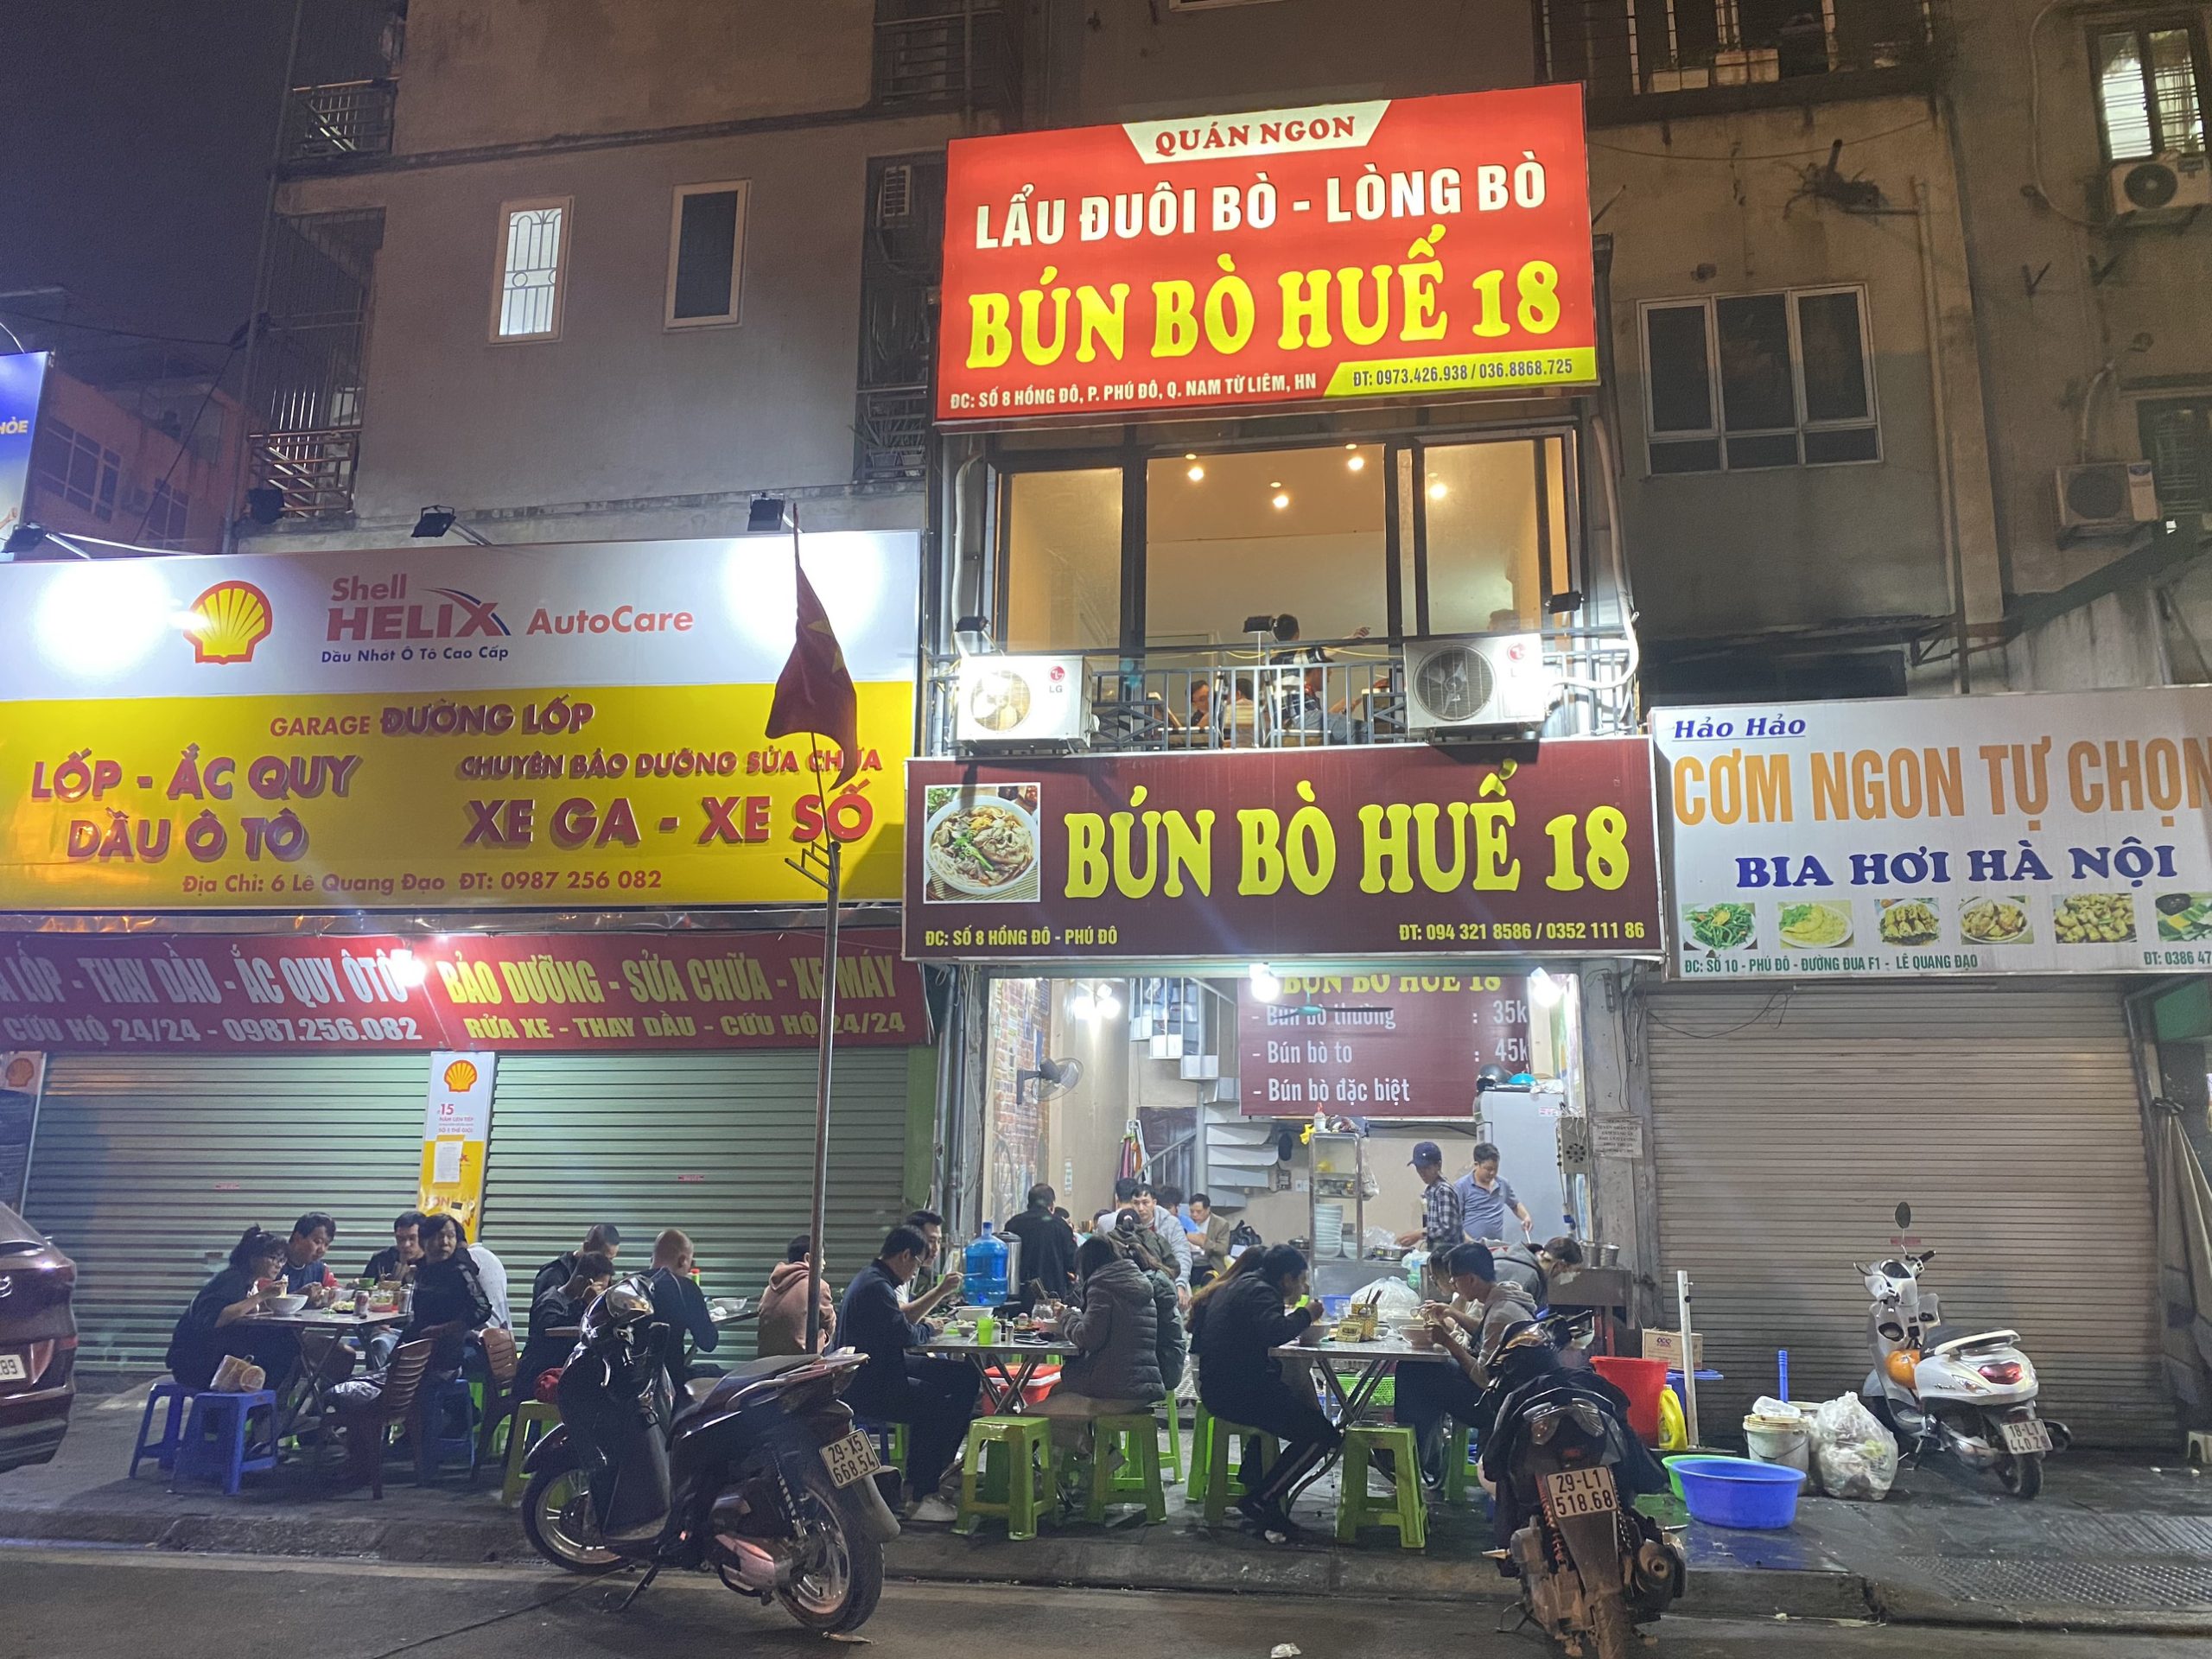 QUÁN NGON
LẨU ĐUÔI BÒ - LÒNG BÒ
BÚN BÒ HUẾ 18
ĐC: SỐ 8 HỒNG ĐÔ, P. PHÚ ĐÔ, Q. NAM TỪ LIÊM, HN
ĐT: 0973.426.938 / 036.8868.725
Shell
HELIX AutoCare
Dầu Nhớt Ô Tô Cao Cấp
GARAGE ĐƯỜNG LỐP
LỐP - ẮC QUY
DẦU Ô TÔ
CHUYÊN BẢO DƯỠNG SỬA CHỮA
XE GA - XE SỐ
Địa Chỉ: 6 Lê Quang Đạo ĐT: 0987 256 082
LỐP - THAY DẦU - ẮC QUY ÔTÔ
CỨU HỘ 24/24 - 0987.256.082
BẢO DƯỠNG - SỬA CHỮA - XE MÁY
RỬA XE - THAY DẦU - CỨU HỘ 24/24
15
LG
BÚN BÒ HUẾ 18
ĐC: SỐ 8 HỒNG ĐÔ - PHÚ ĐÔ
ĐT: 094 321 8586 / 0352 111 86
BÚN BÒ HUẾ 18
- Bún bò thường : 35k
- Bún bò to : 45k
- Bún bò đặc biệt
Hảo Hảo
CƠM NGON TỰ CHỌN
BIA HƠI HÀ NỘI
ĐC: SỐ 10 - PHÚ ĐÔ - ĐƯỜNG ĐUA F1 - LÊ QUANG ĐẠO
ĐT: 0386 47
29-X5
668.54
29-L1
518.68